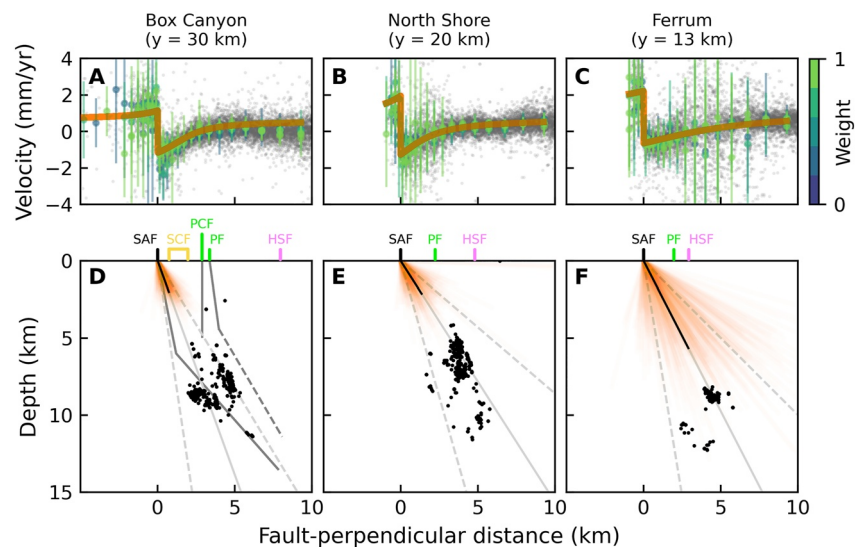 Box Canyon
(y = 30 km)
North Shore
(y = 20 km)
Ferrum
(y = 13 km)
Velocity (mm/yr)
4
2
0
−2
−4
A
B
C
1
0
Weight
SAF
SCF
PCF
PF
HSF
SAF
PF
HSF
SAF
PF
HSF
Depth (km)
0
5
10
15
D
E
F
0
5
10
0
5
10
0
5
10
Fault-perpendicular distance (km)